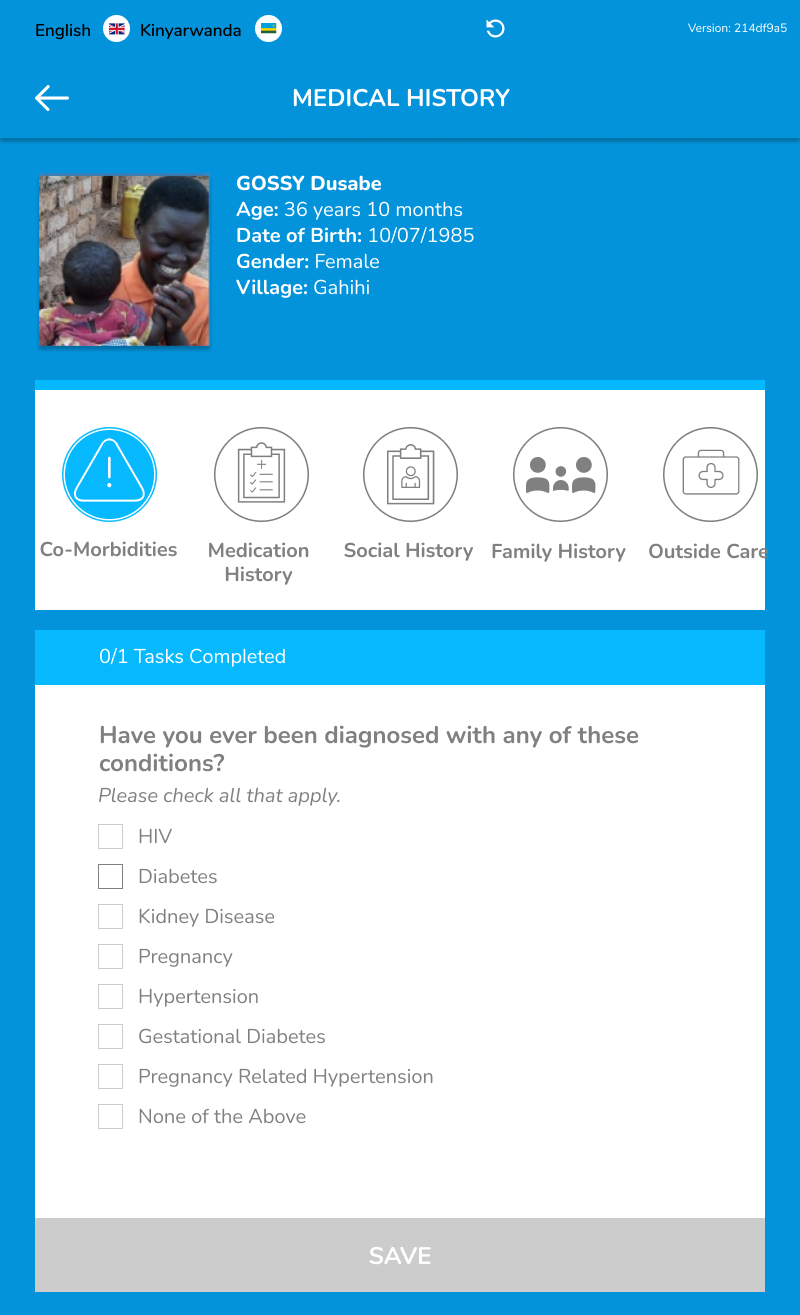 English Kinyarwanda Version: 214df9a5
MEDICAL HISTORY
GOSSY Dusabe
Age: 36 years 10 months
Date of Birth: 10/07/1985
Gender: Female
Village: Gahihi
Co-Morbidities
Medication
History
Social History
Family History
Outside Care
0/1 Tasks Completed
Have you ever been diagnosed with any of these
conditions?
Please check all that apply.
HIV
Diabetes
Kidney Disease
Pregnancy
Hypertension
Gestational Diabetes
Pregnancy Related Hypertension
None of the Above
SAVE